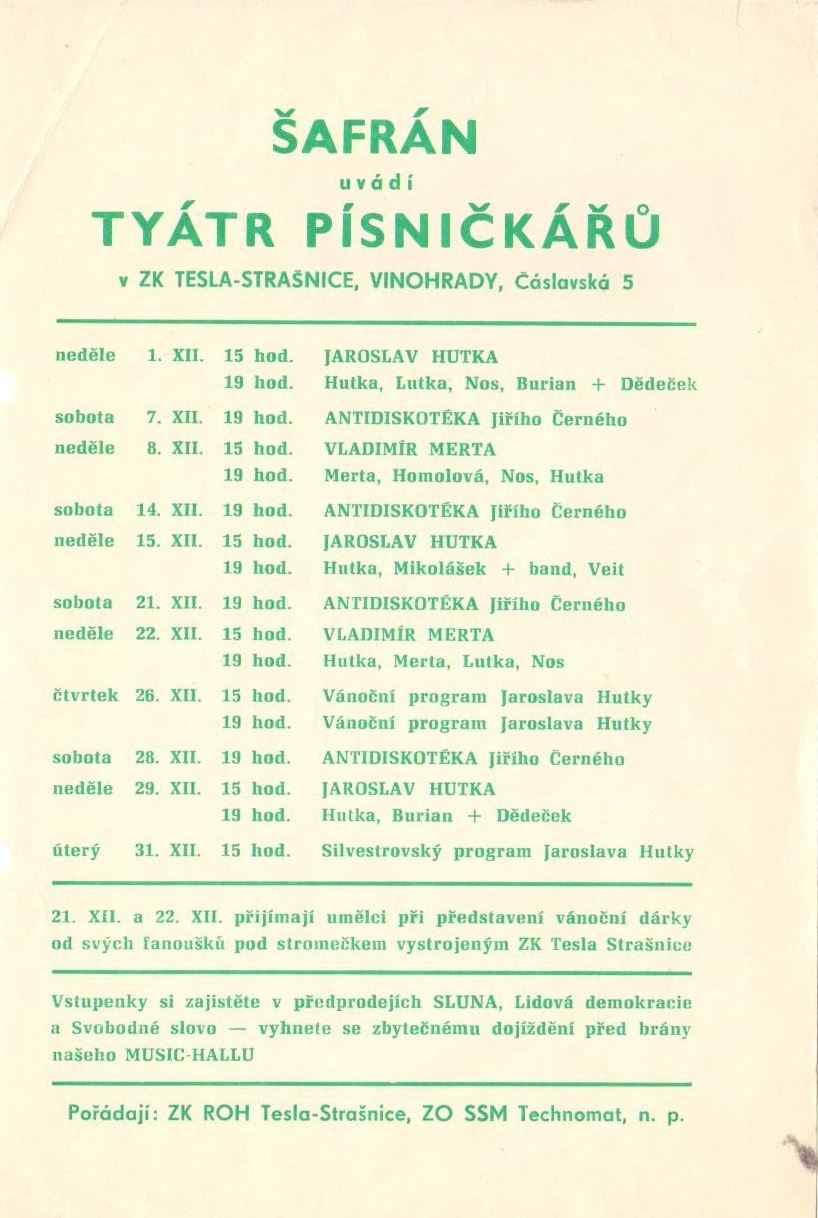 ŠAFRÁN
uvádí
TYÁTR PÍSNIČKÁŘŮ
v ZK TESLA-STRAŠNICE, VINOHRADY, Čáslavská 5
neděle 1. XII. 15 hod. JAROSLAV HUTKA
19 hod. Hutka, Lutka, Nos, Burian + Dědeček
sobota 7. XII. 19 hod. ANTIDISKOTÉKA Jiřího Černého
neděle 8. XII. 15 hod. VLADIMÍR MERTA
19 hod. Merta, Homolová, Nos, Hutka
sobota 14. XII. 19 hod. ANTIDISKOTÉKA Jiřího Černého
neděle 15. XII. 15 hod. JAROSLAV HUTKA
19 hod. Hutka, Mikolášek + band, Veit
sobota 21. XII. 19 hod. ANTIDISKOTÉKA Jiřího Černého
neděle 22. XII. 15 hod. VLADIMÍR MERTA
19 hod. Hutka, Merta, Lutka, Nos
čtvrtek 26. XII. 15 hod. Vánoční program Jaroslava Hutky
19 hod. Vánoční program Jaroslava Hutky
sobota 28. XII. 19 hod. ANTIDISKOTÉKA Jiřího Černého
neděle 29. XII. 15 hod. JAROSLAV HUTKA
19 hod. Hutka, Burian + Dědeček
úterý 31. XII. 15 hod. Silvestrovský program Jaroslava Hutky
21. XII. a 22. XII. přijímají umělci při představení vánoční dárky
od svých fanoušků pod stromečkem vystrojeným ZK Tesla Strašnice
Vstupenky si zajistěte v předprodejích SLUNA, Lidová demokracie
a Svobodné slovo — vyhnete se zbytečnému dojíždění před brány
našeho MUSIC-HALLU
Pořádají: ZK ROH Tesla-Strašnice, ZO SSM Technomat, n. p.